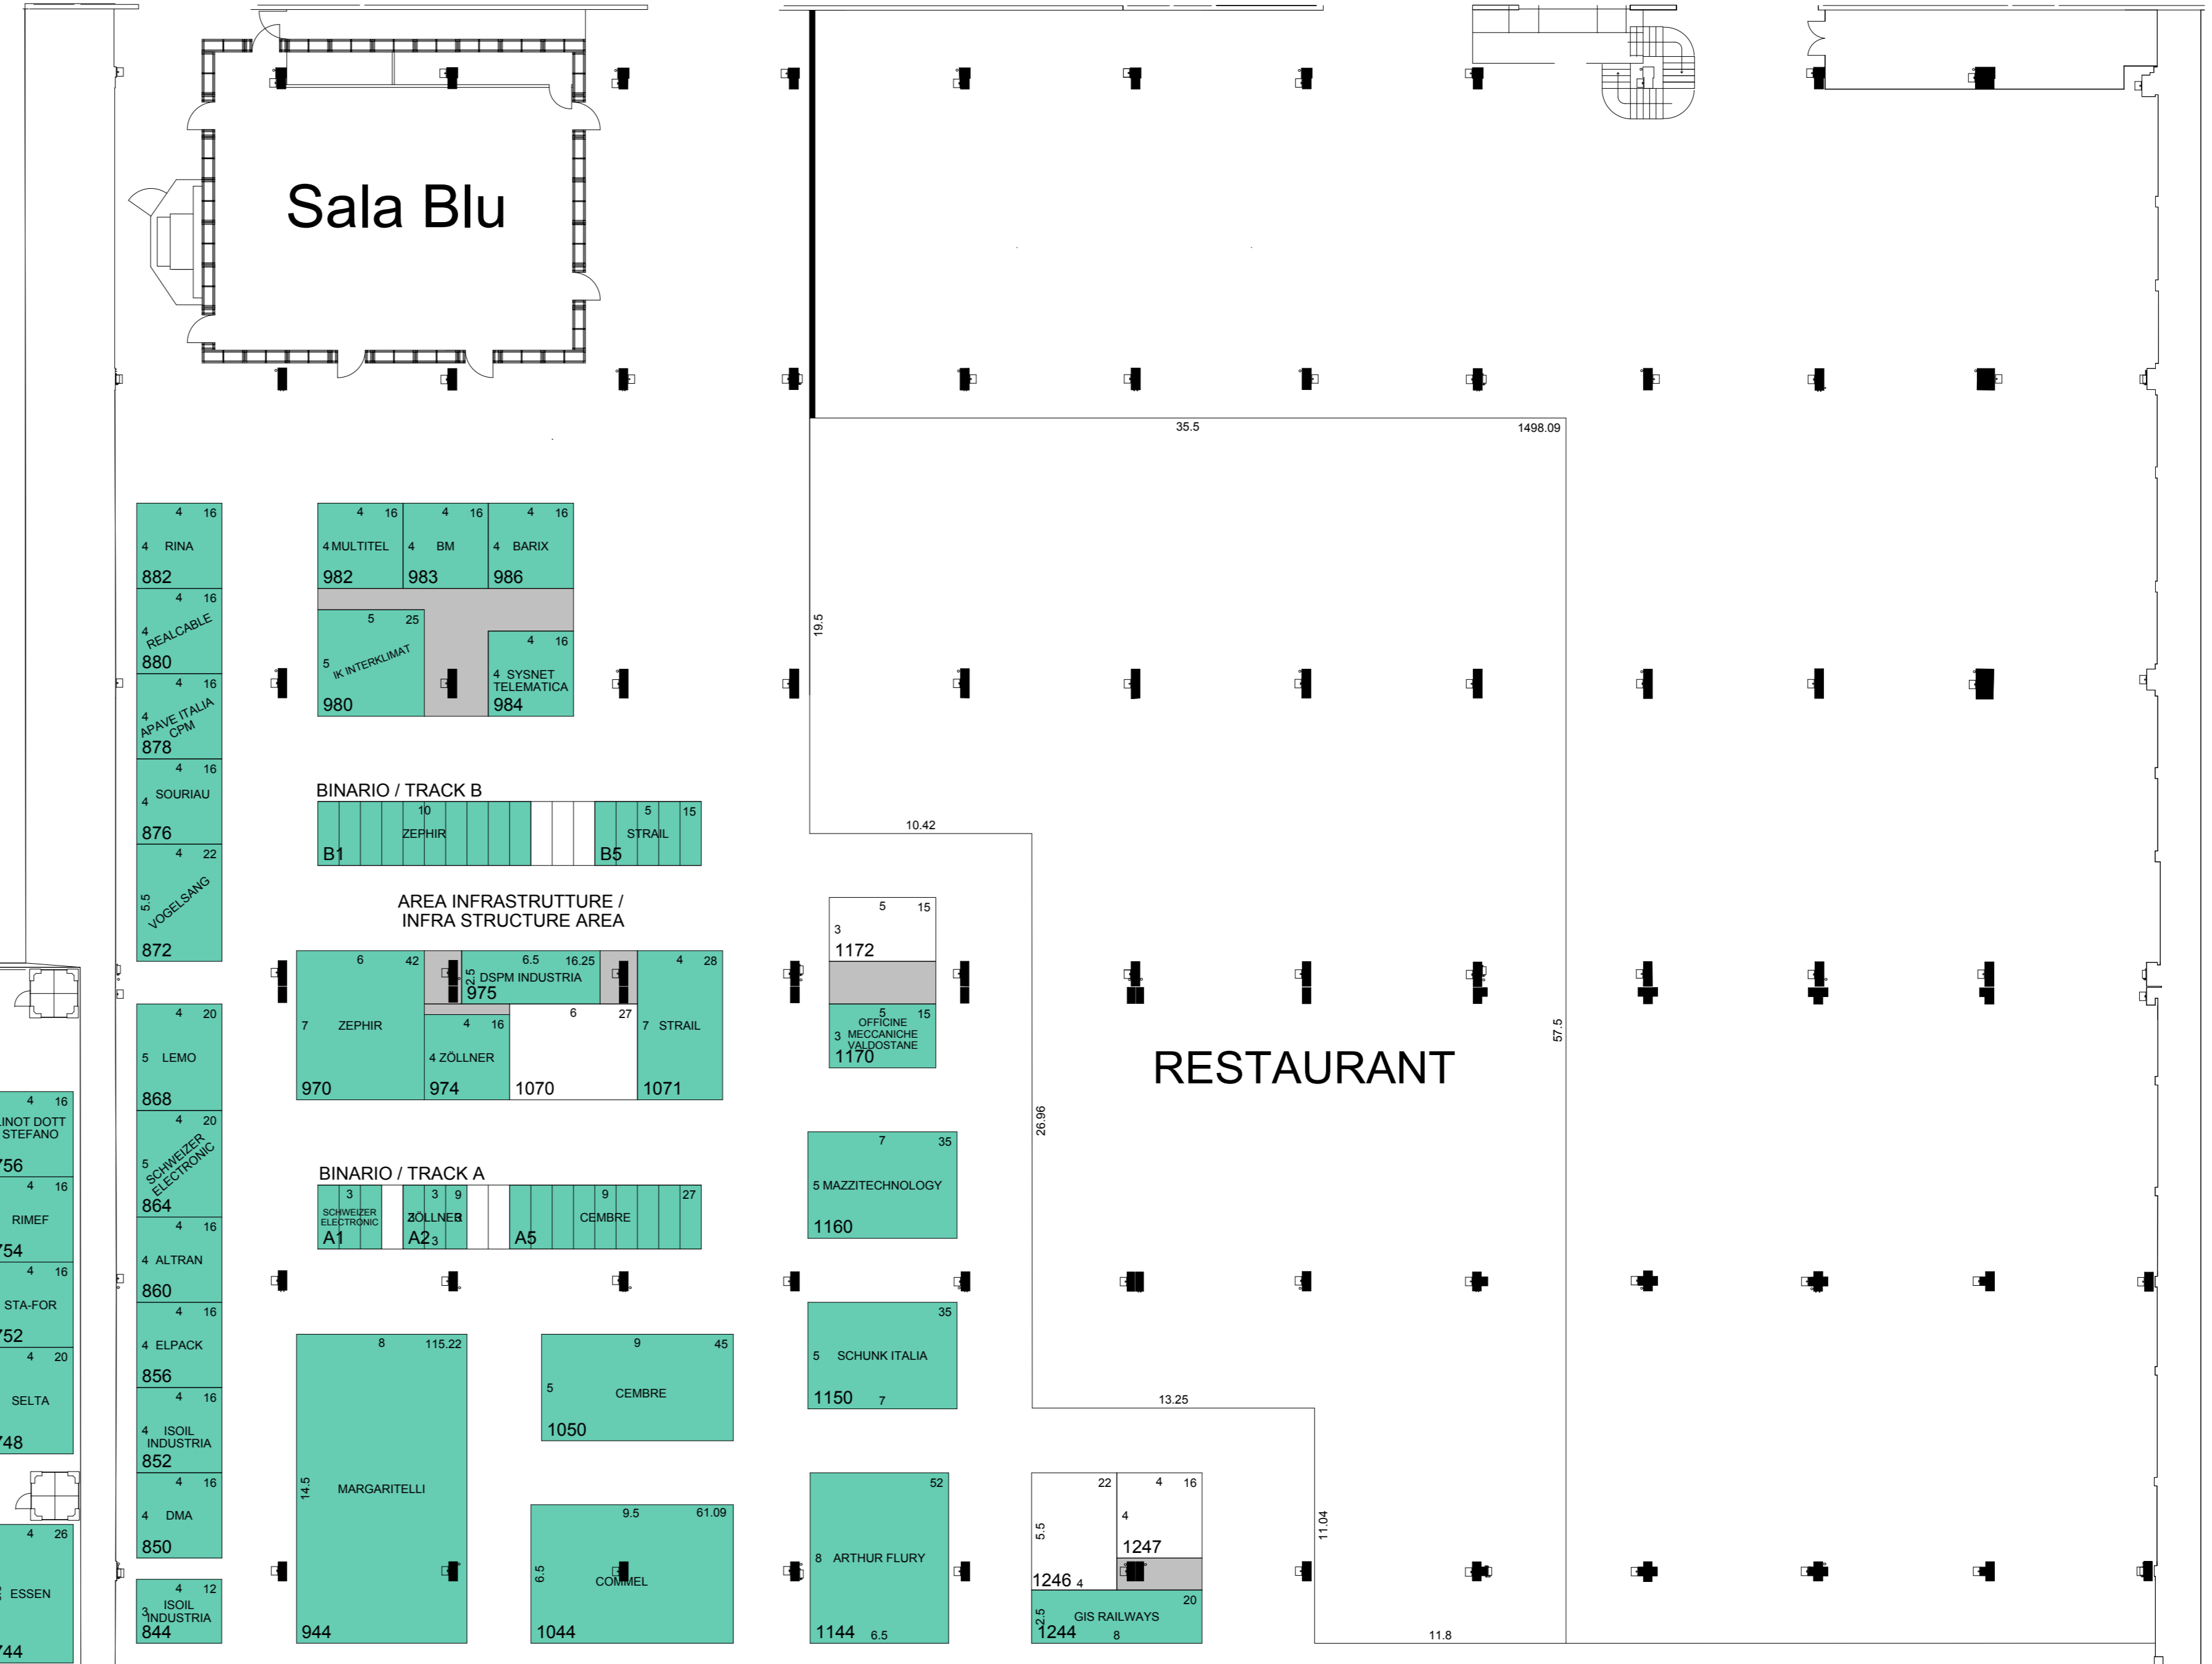 Sala Blu
35.5
1498.09
4 16
4 RINA
882
4 16
4 REALCABLE
880
4 16
4 APAVE ITALIA
CPM
878
4 16
4 SOURIAU
876
4 22
5.5 VOGELSANG
872
4 16
4 MULTITEL
982
4 16
4 BM
983
4 16
4 BARIX
986
5 25
5 IK INTERKLIMAT
980
4 16
4 SYSNET
TELEMATICA
984
19.5
BINARIO / TRACK B
10
ZEPHIR
B1
5 15
STRAIL
B5
10.42
AREA INFRASTRUTTURE /
INFRA STRUCTURE AREA
6 42
7 ZEPHIR
970
6.5 16.25
2.5 DSPM INDUSTRIA
975
4 16
4 ZÖLLNER
974
6 27
1070
4 28
7 STRAIL
1071
5 15
3
1172
5 15
OFFICINE
MECCANICHE
3 VALDOSTANE
1170
RESTAURANT
57.5
26.96
4 20
5 LEMO
868
4 20
5 SCHWEIZER
ELECTRONIC
864
4 16
4 ALTRAN
860
4 16
4 ELPACK
856
4 16
4 ISOIL
INDUSTRIA
852
4 16
4 DMA
850
4 12
3 ISOIL
INDUSTRIA
844
4 16
INOT DOTT
STEFANO
756
4 16
RIMEF
754
4 16
STA-FOR
752
4 20
SELTA
748
4 26
ESSEN
744
BINARIO / TRACK A
3
SCHWEIZER
ELECTRONIC
A1
3 9
3 ZÖLLNER 3
A2 3
9 27
CEMBRE
A5
7 35
5 MAZZITECHNOLOGY
1160
35
5 SCHUNK ITALIA
1150 7
8 115.22
14.5 MARGARITELLI
944
9 45
5 CEMBRE
1050
9.5 61.09
6.5 COMMEL
1044
52
8 ARTHUR FLURY
1144 6.5
13.25
22
5.5
1246 4
4 16
4
1247
20
2.5 GIS RAILWAYS
1244 8
11.04
11.8